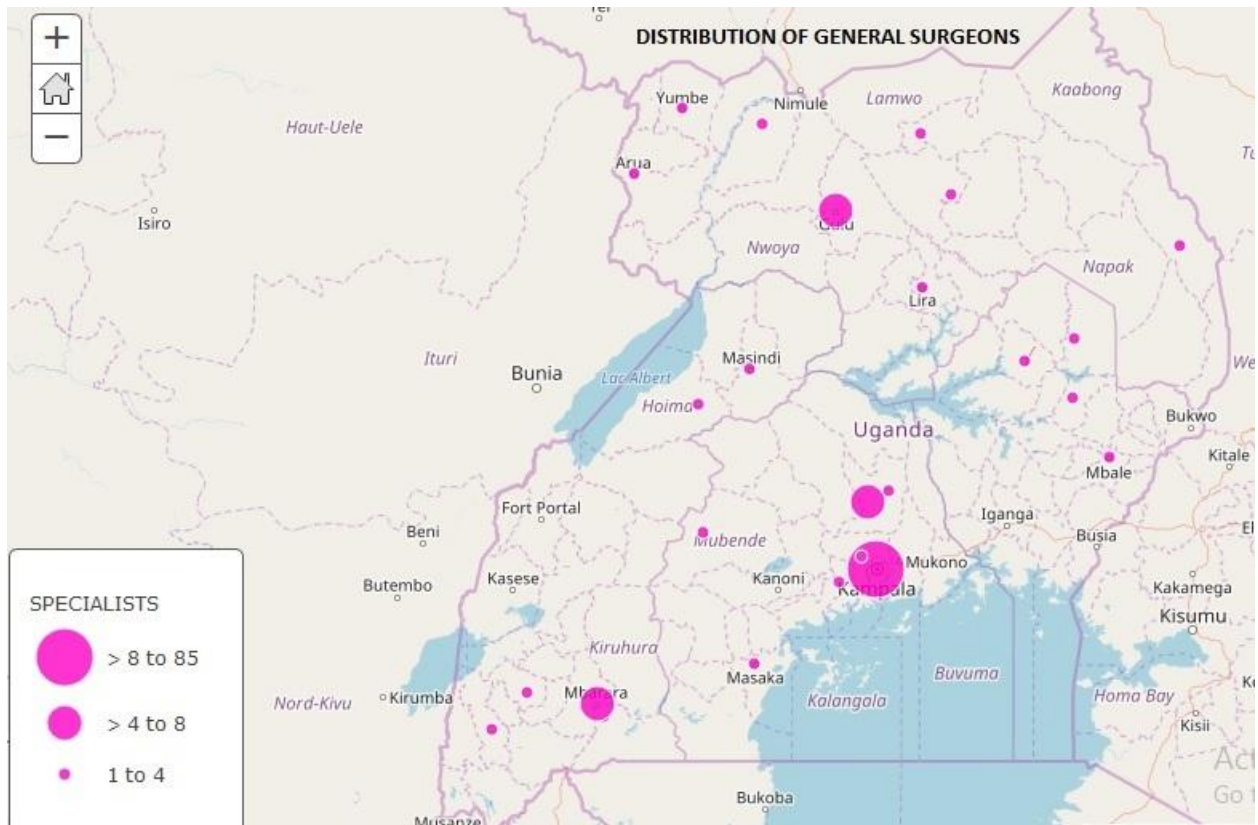 DISTRIBUTION OF GENERAL SURGEONS
Yumbe
Nimule
Lamwo
Kaabong
Haut-Uele
Arua
Isiro
Gulu
Nwoya
Napak
Lira
Ituri
Bunia
Lac Albert
Masindi
Hoima
Uganda
Bukwo
Mbale
Kitale
Fort Portal
Iganga
Beni
Mubende
Busia
Butembo
Kasese
Kanoni
Mukono
Kampala
Kakamega
Kisumu
Kiruhura
Masaka
Buvuma
Kalangala
Homa Bay
Nord-Kivu
Kirumba
Mbarara
Kisii
Bukoba
Musanze
SPECIALISTS
> 8 to 85
> 4 to 8
1 to 4